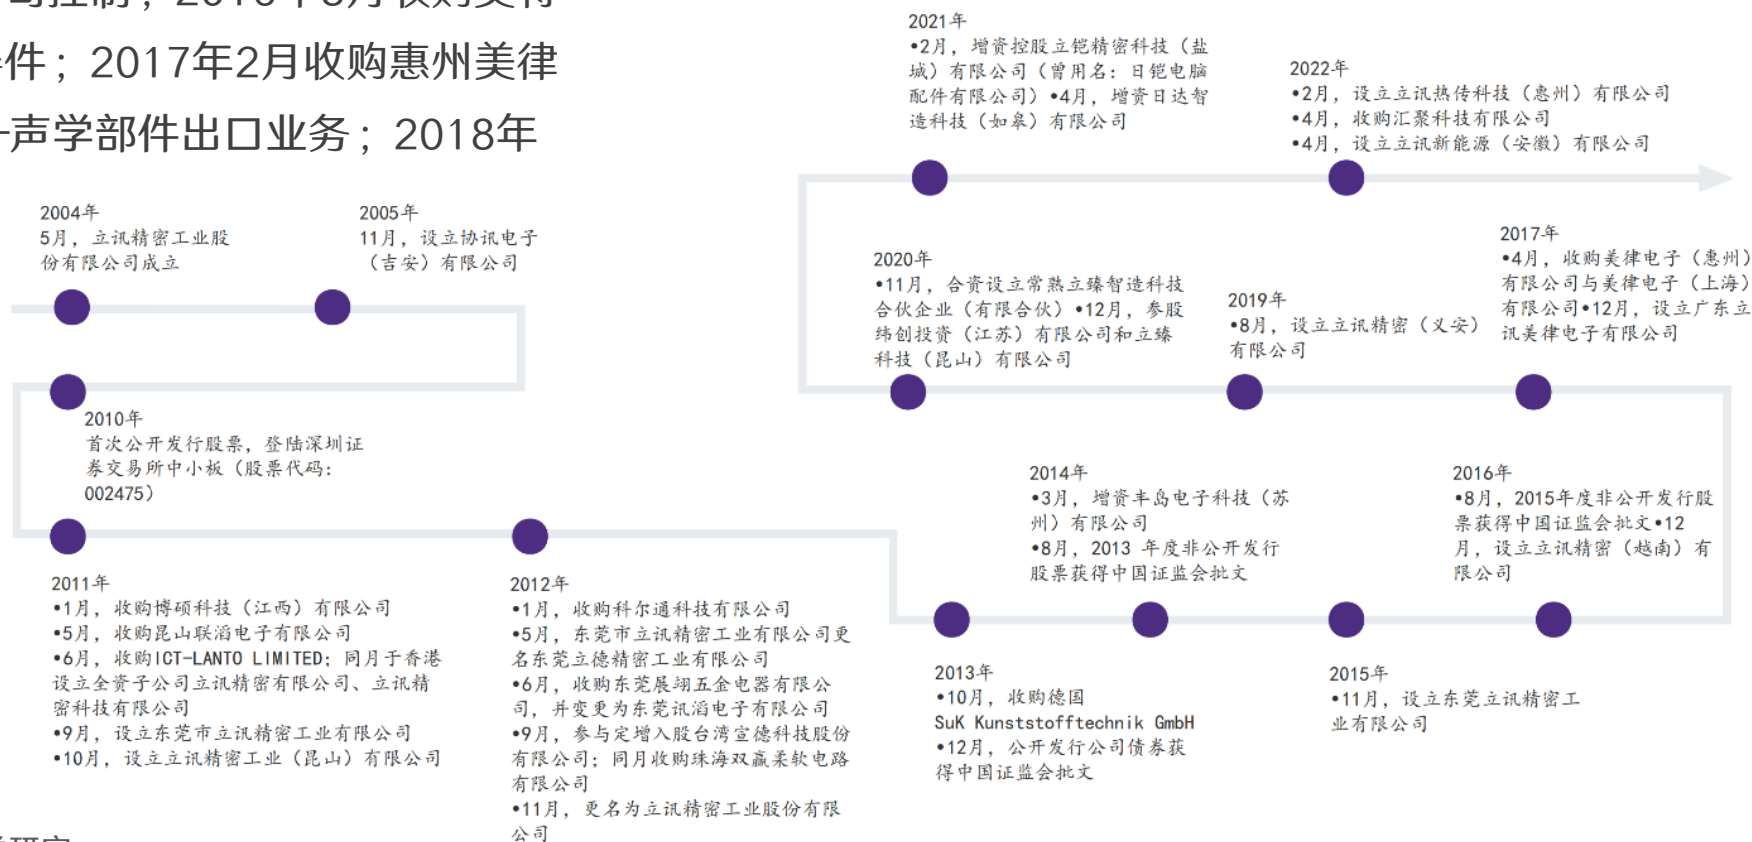 件；2017年2月收购惠州美律
声学部件出口业务；2018年
2004年
5月，立讯精密工业股
份有限公司成立
2005年
11月，设立协讯电子
（吉安）有限公司
2010年
首次公开发行股票，登陆深圳证
券交易所中小板（股票代码：
002475）
2011年
•1月，收购博硕科技（江西）有限公司
•5月，收购昆山联滔电子有限公司
•6月，收购ICT-LANTO LIMITED；同月于香港
设立全资子公司立讯精密有限公司、立讯精
密科技有限公司
•9月，设立东莞市立讯精密工业有限公司
•10月，设立立讯精密工业（昆山）有限公司
2012年
•1月，收购科尔通科技有限公司
•5月，东莞市立讯精密工业有限公司更
名东莞立德精密工业有限公司
•6月，收购东莞展翊五金电器有限公
司，并变更为东莞讯滔电子有限公司
•9月，参与定增入股台湾宣德科技股份
有限公司；同月收购珠海双赢柔软电路
有限公司
•11月，更名为立讯精密工业股份有限
公司
2013年
•10月，收购德国
SuK Kunststofftechnik GmbH
•12月，公开发行公司债券获
得中国证监会批文
2014年
•3月，增资丰岛电子科技（苏
州）有限公司
•8月，2013 年度非公开发行
股票获得中国证监会批文
2015年
•11月，设立东莞立讯精密工
业有限公司
2016年
•8月，2015年度非公开发行股
票获得中国证监会批文•12
月，设立立讯精密（越南）有
限公司
2017年
•4月，收购美律电子（惠州）
有限公司与美律电子（上海）
有限公司•12月，设立广东立
讯美律电子有限公司
2019年
•8月，设立立讯精密（义安）
有限公司
2020年
•11月，合资设立常熟立臻智造科技
合伙企业（有限合伙）•12月，参股
纬创投资（江苏）有限公司和立臻
科技（昆山）有限公司
2021年
•2月，增资控股立铠精密科技（盐
城）有限公司（曾用名：日铠电脑
配件有限公司）•4月，增资日达智
造科技（如皋）有限公司
2022年
•2月，设立立讯热传科技（惠州）有限公司
•4月，收购汇聚科技有限公司
•4月，设立立讯新能源（安徽）有限公司